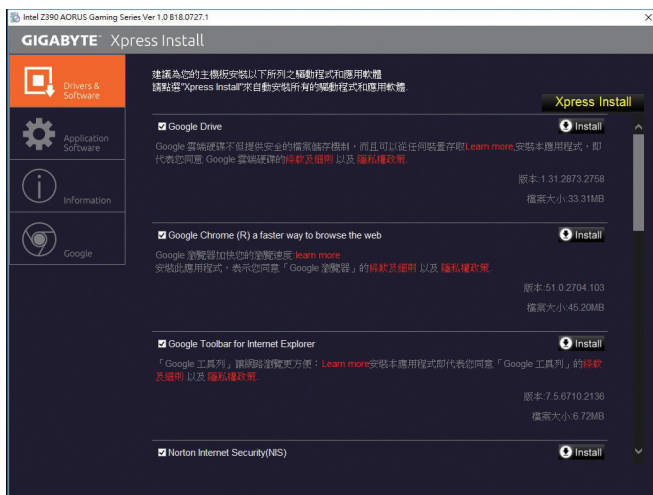 Intel Z390 AORUS Gaming Series Ver 1.0 B18.0727.1
GIGABYTE™ Xpress Install
Drivers &
Software
Application
Software
Information
Google
建議為您的主機板安裝以下所列之驅動程式和應用軟體
請點選"Xpress Install"來自動安裝所有的驅動程式和應用軟體.
Xpress Install
Google Drive
Install
Google 雲端硬碟不但提供安全的檔案儲存機制，而且可以從任何裝置存取Learn more,安裝本應用程式，即
代表您同意 Google 雲端硬碟的條款及細則 以及 隱私權政策.
版本:1.31.2873.2758
檔案大小:33.31MB
Google Chrome (R) a faster way to browse the web
Install
Google 瀏覽器加快您的瀏覽速度 learn more
安裝此應用程式，表示您同意「Google 瀏覽器」的條款及細則 以及 隱私權政策.
版本:51.0.2704.103
檔案大小:45.20MB
Google Toolbar for Internet Explorer
Install
「Google 工具列」讓網路瀏覽更方便：Learn more安裝本應用程式即代表您同意「Google 工具列」的條款
及細則 以及 隱私權政策.
版本:7.5.6710.2136
檔案大小:6.72MB
Norton Internet Security(NIS)
Install